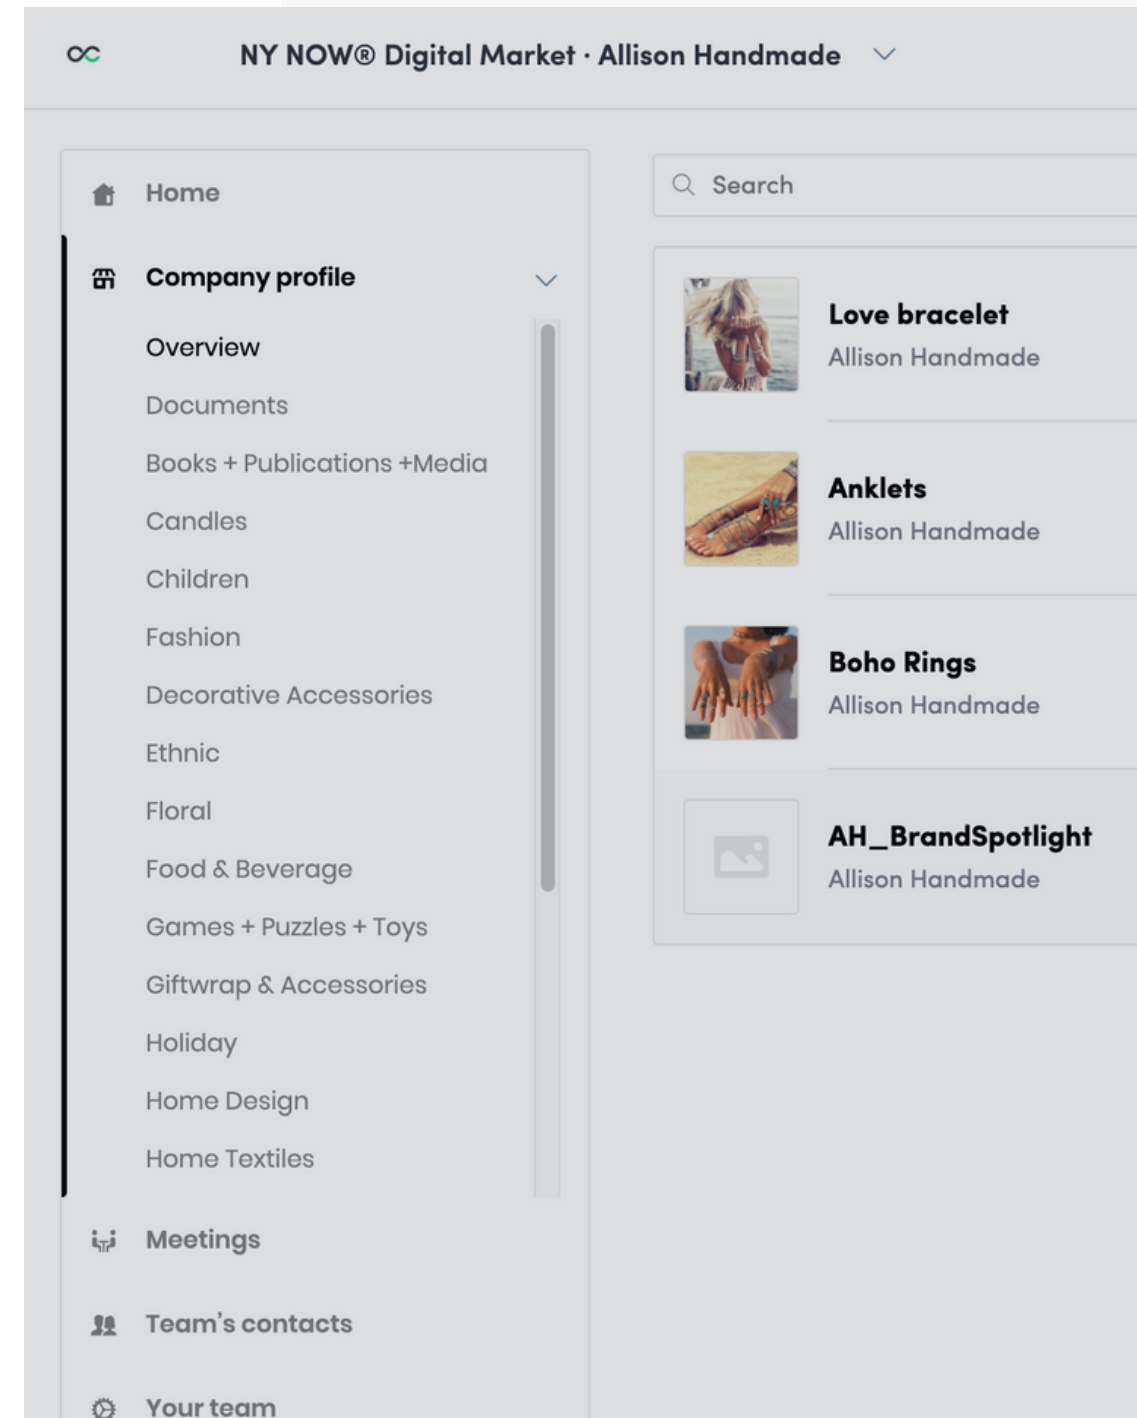 NY NOW® Digital Market · Allison Handmade
Home
Company profile
Overview
Documents
Books + Publications +Media
Candles
Children
Fashion
Decorative Accessories
Ethnic
Floral
Food & Beverage
Games + Puzzles + Toys
Giftwrap & Accessories
Holiday
Home Design
Home Textiles
Meetings
Team's contacts
Your team
Search
Love bracelet
Allison Handmade
Anklets
Allison Handmade
Boho Rings
Allison Handmade
AH_BrandSpotlight
Allison Handmade